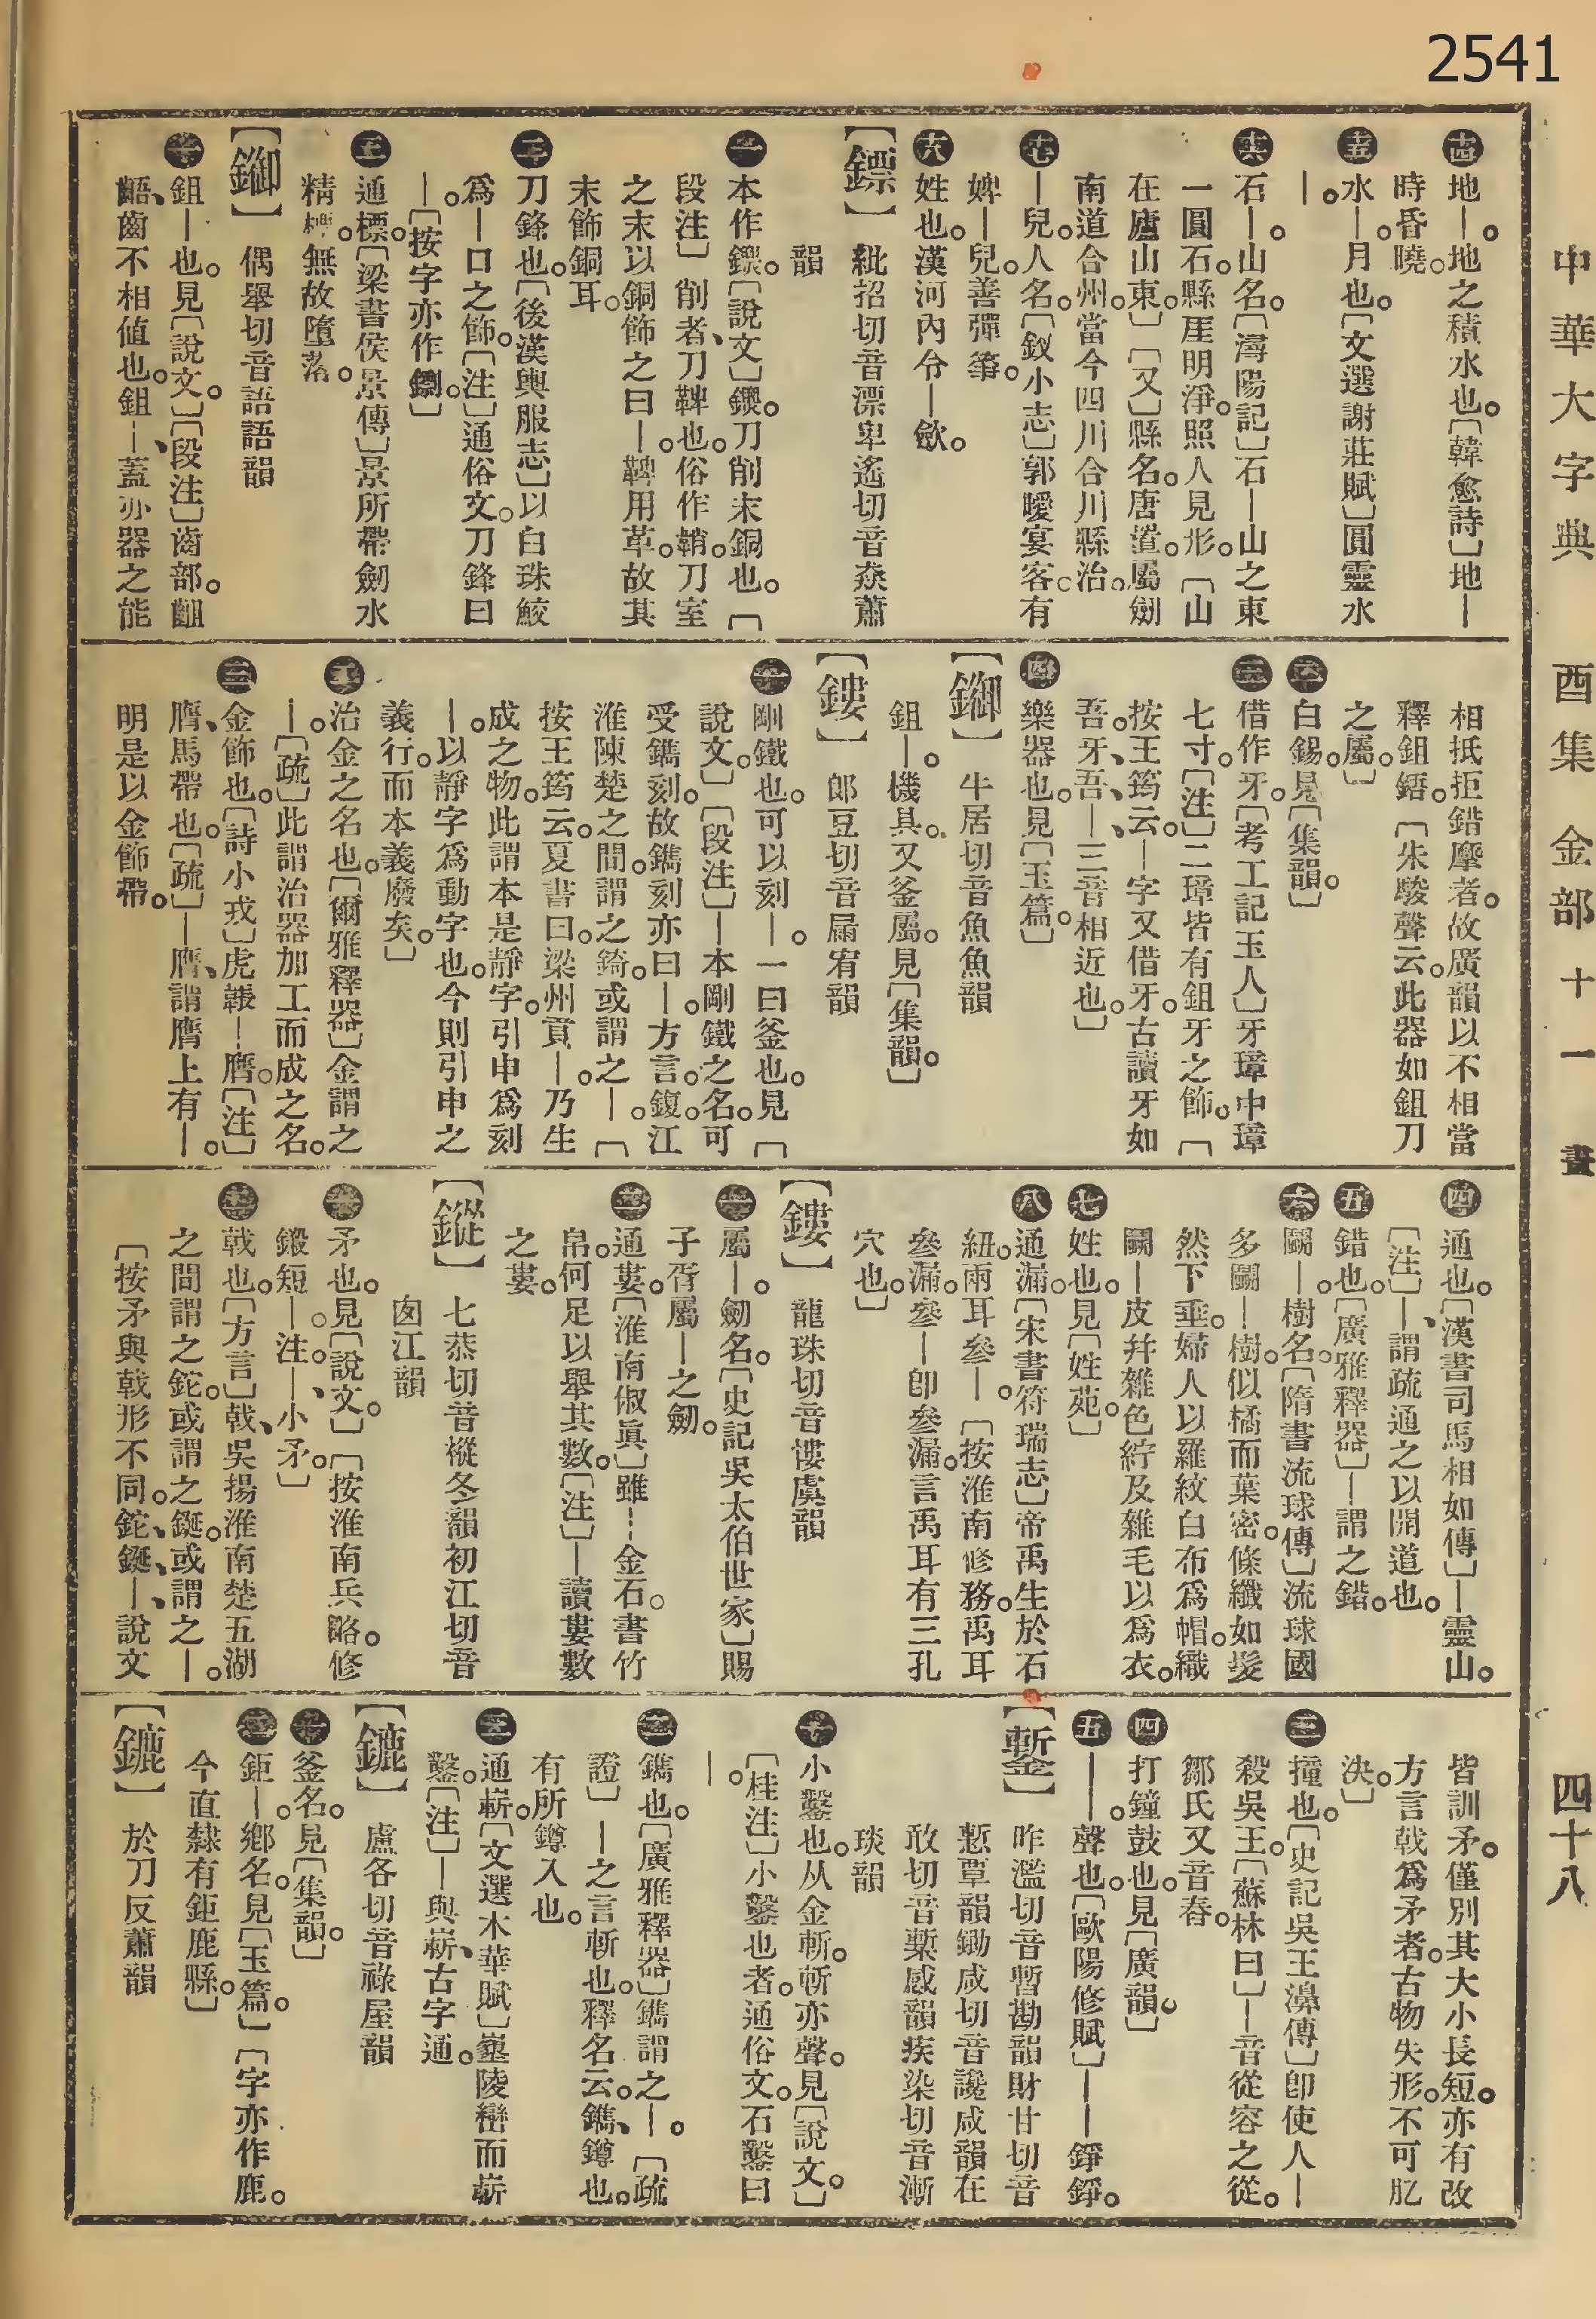 2541
中華大字典　酉集　金部　十一畫　四十八
(十四)地｜。地之積水也。〔韓愈詩〕地｜
時昏曉。
(十五)水｜。月也。〔文選謝莊賦〕圓靈水
｜。
(十六)石｜。山名。〔潯陽記〕石｜山之東
一圓石。縣崖明淨。照人見形。〔山
在廬山東。〕〔又〕縣名。唐置。屬劍
南道合州。當今四川合川縣治。
(十七)｜兒。人名。〔釵小志〕郭曖宴客。有
婢｜兒。善彈箏。
(十八)姓也。漢河內令｜歛。
【鏢】　紕招切音漂卑遙切音猋蕭
韻
(一)本作鏢。〔說文〕鏢。刀削末銅也。〔
段注〕削者、刀鞞也。俗作鞘。刀室
之末。以銅飾之曰｜。鞞用革。故其
末飾銅耳。
(二)刀鋒也。〔後漢輿服志〕以白珠鮫
爲｜口之飾。〔注〕通俗文。刀鋒曰
｜。〔按字亦作䥥。〕
(三)通標。〔梁書侯景傳〕景所帶劍水
精標。無故墮落。
【鋙】　偶舉切音語語韻
(一)鉏｜也。見〔說文。〕〔段注〕齒部。齟
齬、齒不相値也。鉏｜、蓋亦器之能
相抵拒錯摩者。故廣韻以不相當
釋鉏鋙。〔朱駿聲云。此器如鉏刀
之屬。〕
(二)白錫。見〔集韻。〕
(三)借作牙。〔考工記玉人〕牙璋中璋
七寸。〔注〕二璋皆有鉏牙之飾。〔
按王筠云。｜字又借牙。古讀牙如
吾。牙、吾、｜、三音相近也。〕
(四)樂器也。見〔玉篇。〕
【鋙】　牛居切音魚魚韻
鉏｜。機具。又釜屬。見〔集韻。〕
【鏤】　郎豆切音屚宥韻
(一)剛鐵也。可以刻｜。一曰釜也。見〔
說文。〕〔段注〕｜本剛鐵之名。可
受鐫刻。故鐫刻亦曰｜。方言。鍑。江
淮陳楚之間。謂之錡。或謂之｜。〔
按王筠云。夏書曰。梁州貢｜。乃生
成之物。此謂本是靜字。引申爲刻
｜。以靜字爲動字也。今則引申之
義行。而本義廢矣。〕
(二)治金之名也。〔爾雅釋器〕金謂之
｜。〔疏〕此謂治器加工而成之名。
(三)金飾也。〔詩小戎〕虎韔｜膺。〔注〕
膺、馬帶也。〔疏〕｜膺、謂膺上有｜。
明是以金飾帶。
(四)通也。〔漢書司馬相如傳〕｜靈山。
〔注〕｜、謂疏通之以開道也。
(五)錯也。〔廣雅釋器〕｜謂之錯。
(六)鬭｜。樹名。〔隋書流球傳〕流球國
多鬭｜樹。似橘而葉密。條纖如髮
然下垂。婦人以羅紋白布爲帽。織
鬭｜皮幷雜色紵及雜毛以爲衣。
(七)姓也。見〔姓苑。〕
(八)通漏。〔宋書符瑞志〕帝禹生於石
紐。兩耳參｜。〔按淮南修務。禹耳
參漏。參｜、卽參漏。言禹耳有三孔
穴也。〕
【鏤】　龍珠切音慺虞韻
(一)屬｜。劒名。〔史記吳太伯世家〕賜
子胥屬｜之劒。
(二)通蔞。〔淮南俶眞〕雖｜金石。書竹
帛。何足以舉其數。〔注〕｜讀蔞數
之蔞。
【鏦】　七恭切音樅冬韻初江切音
囪江韻
(一)矛也。見〔說文。〕〔按淮南兵略。修
鎩短｜。注。｜、小矛。〕
(二)戟也。〔方言〕戟、吳揚淮南楚五湖
之間謂之鉈。或謂之鋋。或謂之｜。
〔按矛與戟形不同。鉈、鋋、｜、說文
皆訓矛。僅別其大小長短。亦有改
方言戟爲矛者。古物失形。不可肊
決。〕
(三)撞也。〔史記吳王濞傳〕卽使人｜
殺吳王。〔蘇林曰〕｜音從容之從。
鄒氏又音舂。
(四)打鐘鼓也。見〔廣韻。〕
(五)｜｜。聲也。〔歐陽修賦〕｜｜錚錚。
【鏨】　昨濫切音暫勘韻財甘切音
慙覃韻鋤咸切音讒咸韻在
敢切音槧感韻疾染切音漸
琰韻
(一)小鑿也。从金斬。斬亦聲。見〔說文。〕
〔桂注〕小鑿也者。通俗文。石鑿曰
｜。
(二)鐫也。〔廣雅釋器〕鐫謂之｜。〔疏
證〕｜之言斬也。釋名云。鐫、鐏也。
有所鐏入也。
(三)通嶄。〔文選木華賦〕㠥陵巒而嶄
鑿。〔注〕｜與嶄、古字通。
【鏕】　盧各切音祿屋韻
(一)釜名。見〔集韻。〕
(二)鉅｜。鄉名。見〔玉篇。〕〔字亦作鹿。
今直隸有鉅鹿縣。〕
【鏕】　於刀反蕭韻